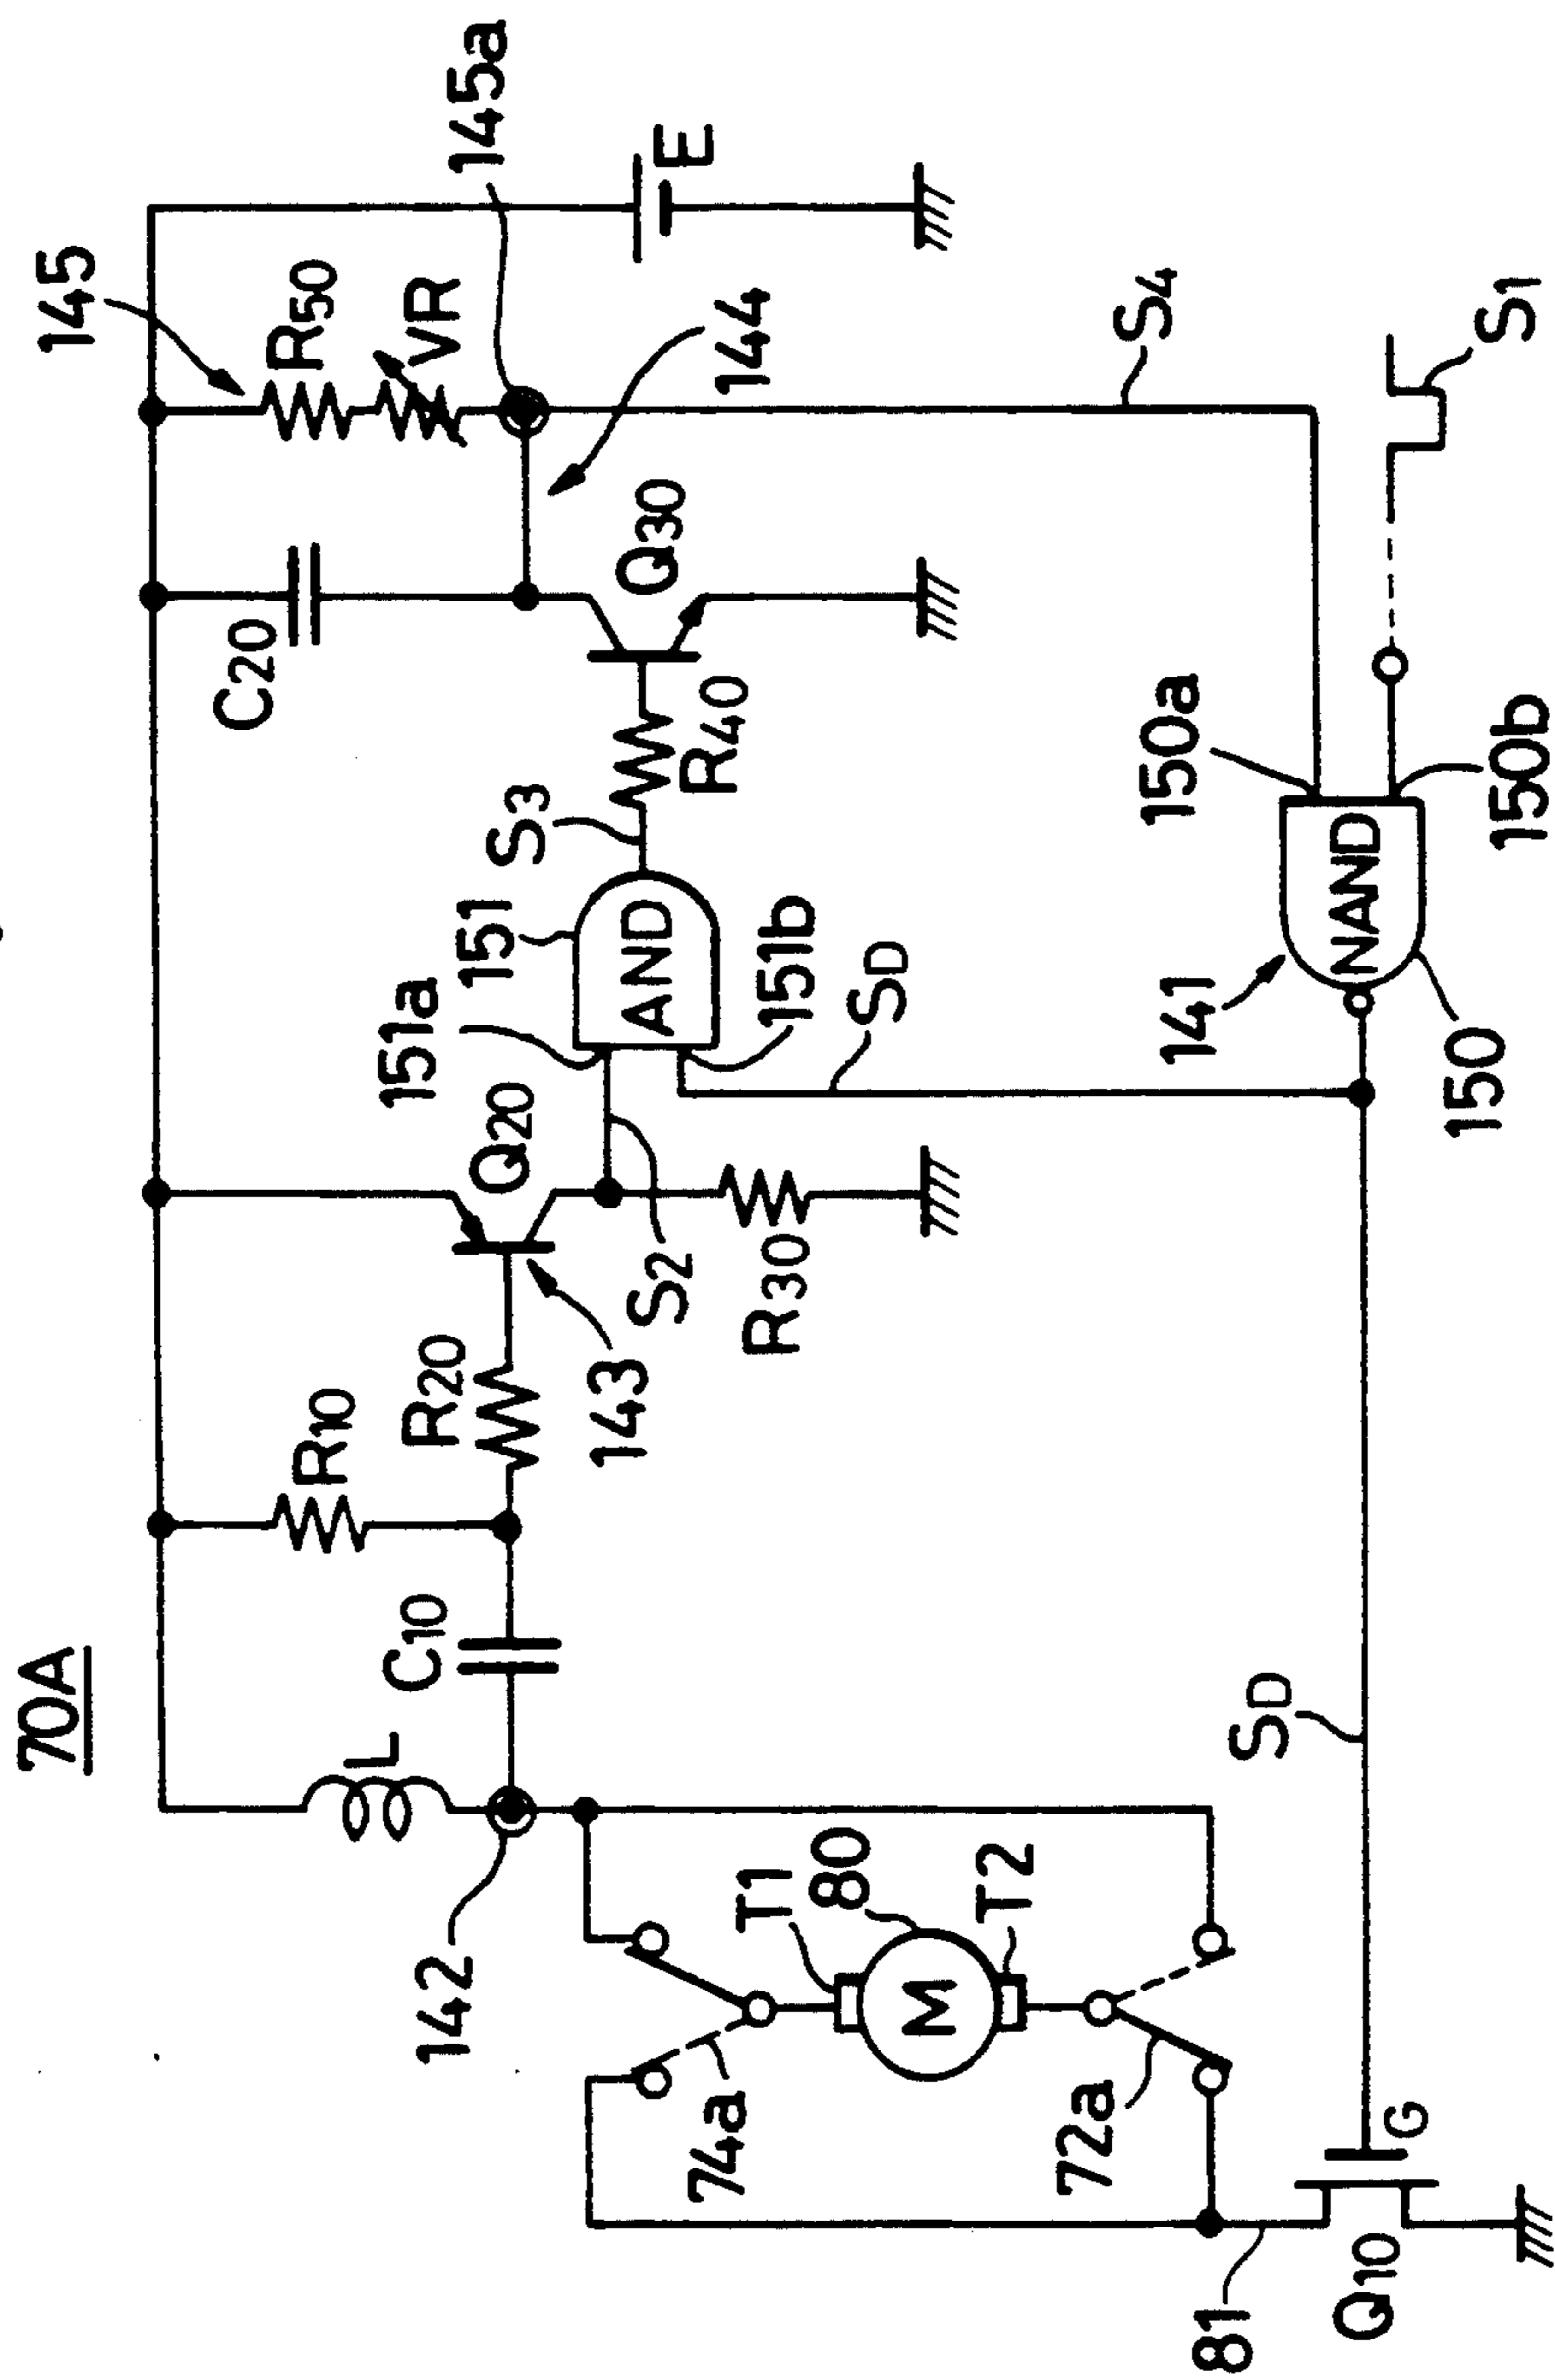 70A
145
145a
R50
VR
E
C20
R10
L
144
C10
R20
Q20
151a
151
S3
Q30
R40
142
143
S2
AND
151b
R30
SD
74a
T1
80
M
T2
72a
S4
150a
141
NAND
150b
150
S1
81
SD
Q10
G